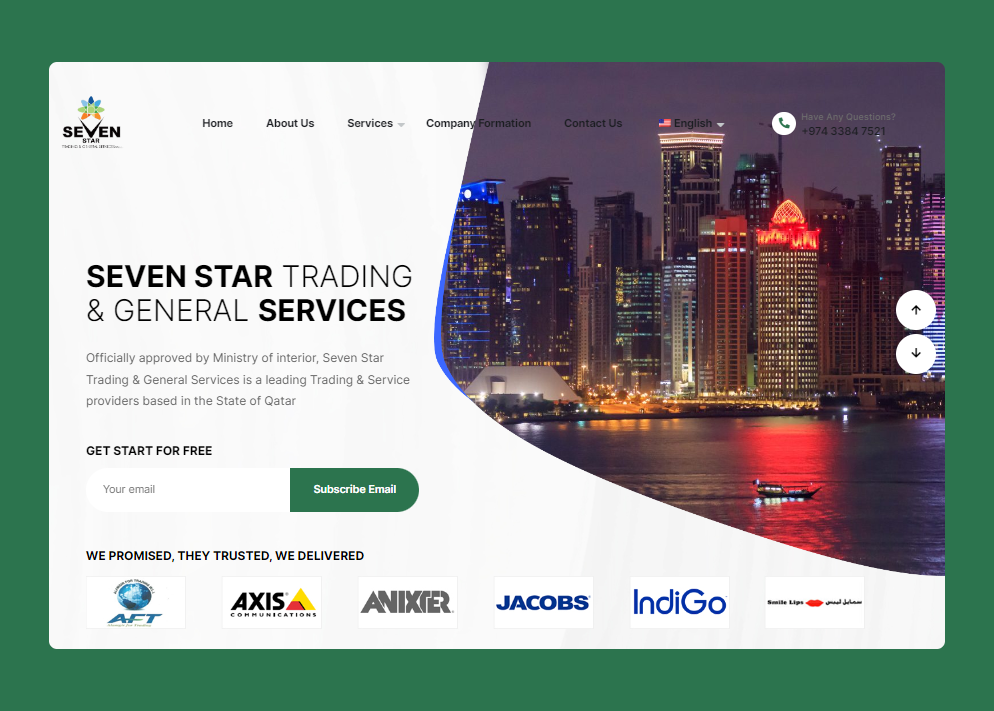 SEVEN
STAR
Home
About Us
Services
Company Formation
Contact Us
English
Have Any Questions?
+974 3384 7521
SEVEN STAR TRADING
& GENERAL SERVICES
Officially approved by Ministry of interior, Seven Star
Trading & General Services is a leading Trading & Service
providers based in the State of Qatar
GET START FOR FREE
Your email
Subscribe Email
WE PROMISED, THEY TRUSTED, WE DELIVERED
AFT
AXIS
COMMUNICATIONS
ANIXTER
JACOBS
IndiGo
Smile Lips سمايل ليبس